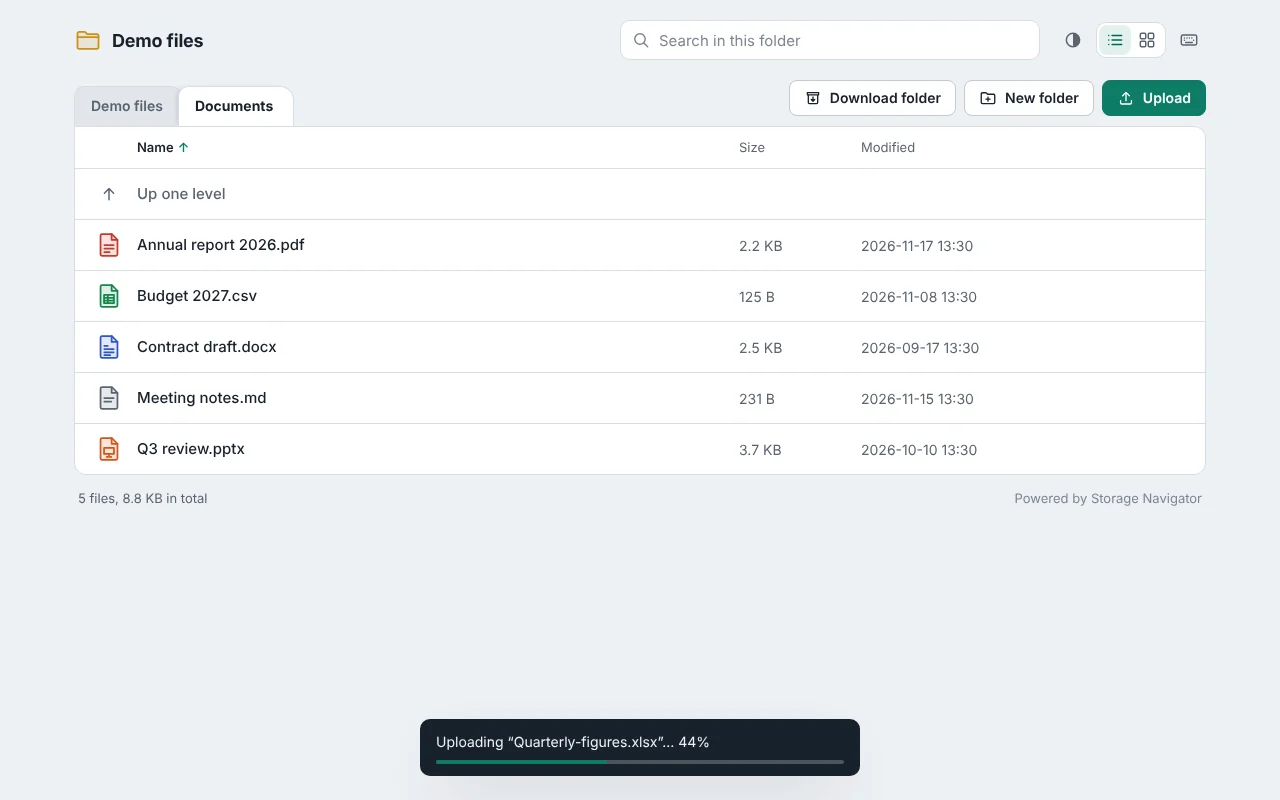 Demo files
Search in this folder
Demo files
Documents
Download folder
New folder
Upload
Name
Size
Modified
Up one level
Annual report 2026.pdf 2.2 KB 2026-11-17 13:30
Budget 2027.csv 125 B 2026-11-08 13:30
Contract draft.docx 2.5 KB 2026-09-17 13:30
Meeting notes.md 231 B 2026-11-15 13:30
Q3 review.pptx 3.7 KB 2026-10-10 13:30
5 files, 8.8 KB in total
Powered by Storage Navigator
Uploading “Quarterly-figures.xlsx”… 44%